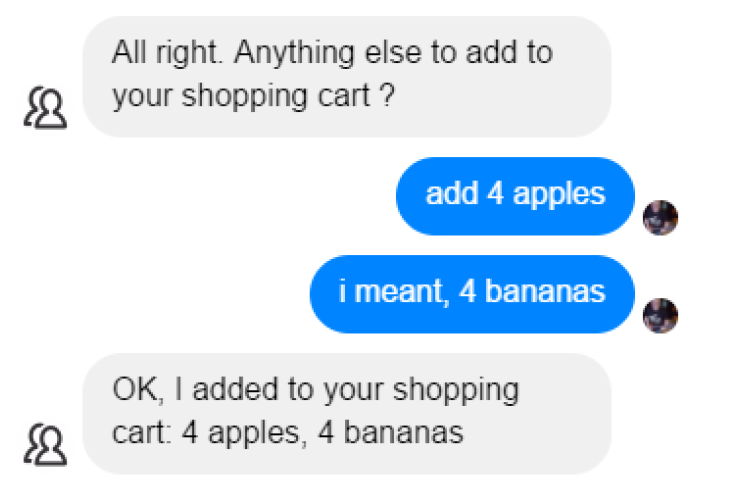 All right. Anything else to add to
your shopping cart ?
add 4 apples
i meant, 4 bananas
OK, I added to your shopping
cart: 4 apples, 4 bananas